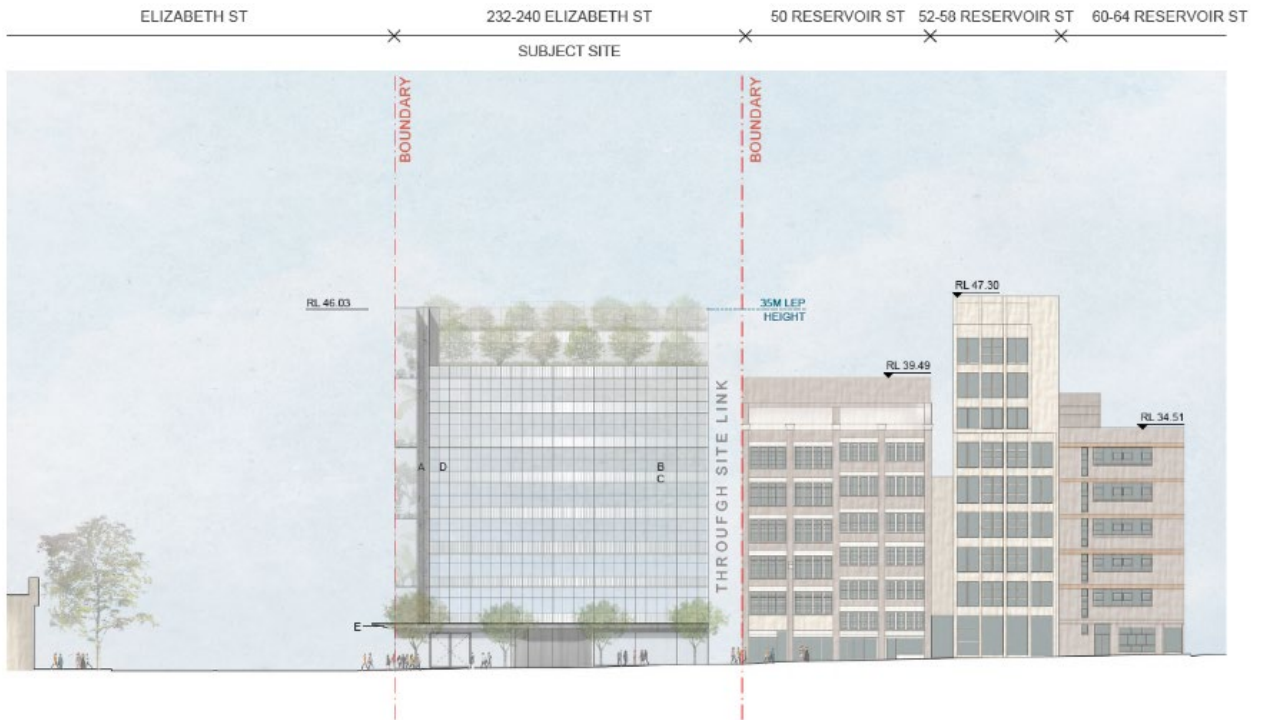 ELIZABETH ST
232-240 ELIZABETH ST
50 RESERVOIR ST
52-58 RESERVOIR ST
60-64 RESERVOIR ST
SUBJECT SITE
BOUNDARY
BOUNDARY
RL 46.03
35M LEP
HEIGHT
RL 47.30
RL 39.49
RL 34.51
THROUFGH SITE LINK
A
D
B
C
E